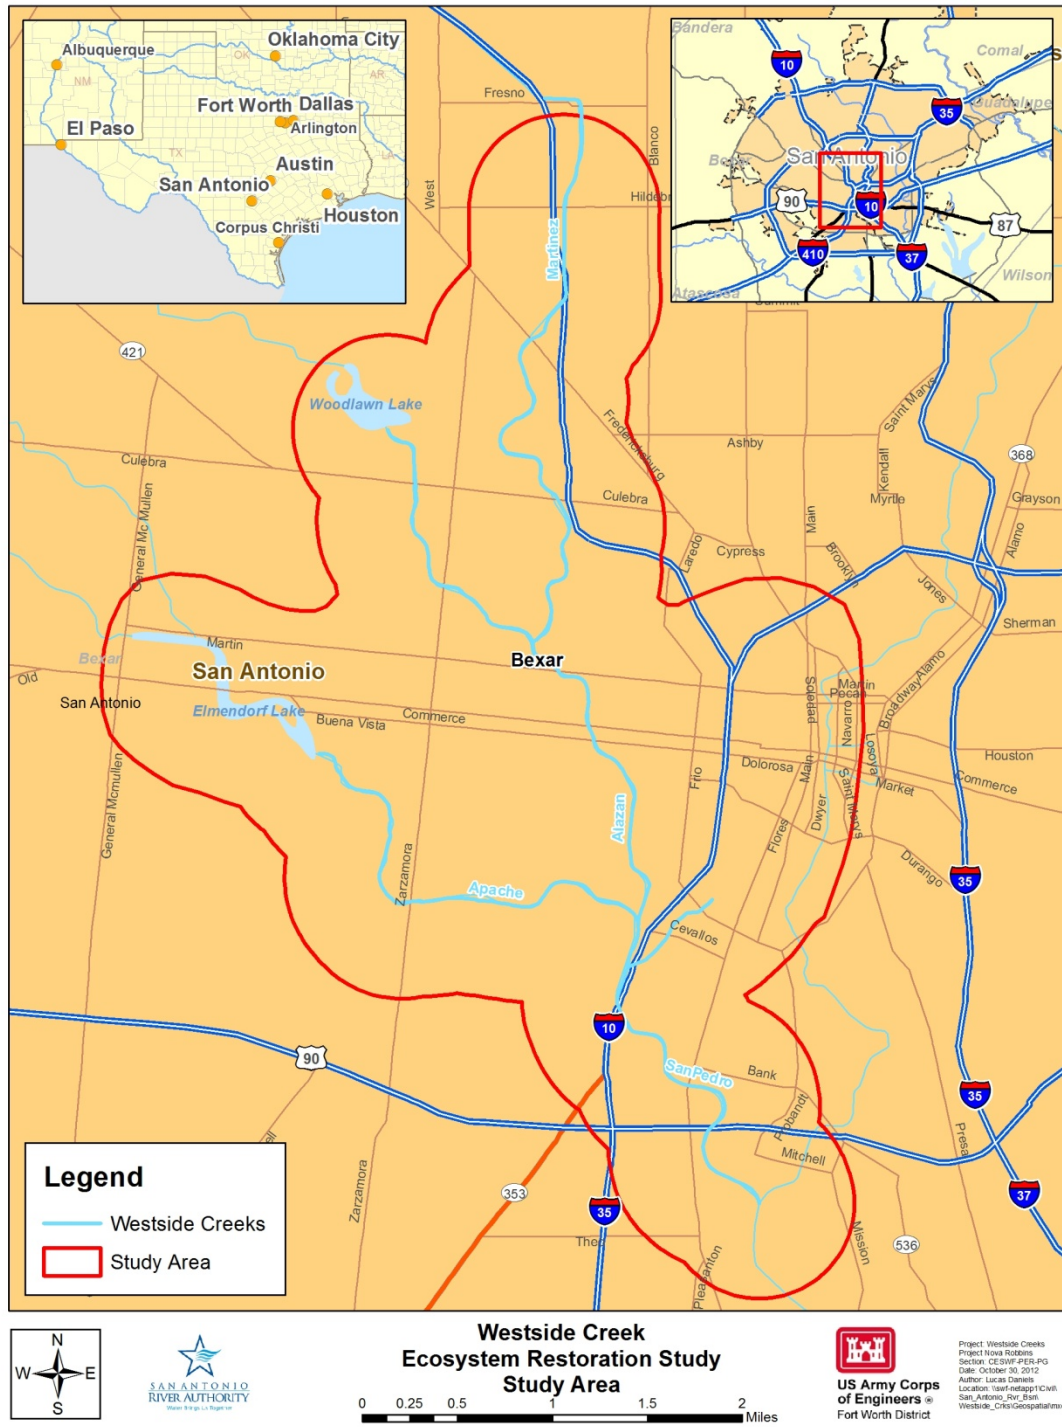 Albuquerque
Oklahoma City
OK
NM
AR
Fort Worth
Dallas
Arlington
El Paso
TX
LA
Austin
San Antonio
Houston
Corpus Christi
Bandera
Comal
10
35
Guadalupe
San Antonio
Bexar
90
10
87
410
37
Wilson
Atascosa
Fresno
Blanco
West
Hildebr
Martinez
Summit
421
Woodlawn Lake
Saint Marys
Fredericksburg
Ashby
368
Kendall
Culebra
Culebra
Myrtle
Grayson
General Mc Mullen
Main
Alamo
Laredo
Cypress
Brooklyn
Jones
Sherman
Martin
Bexar
Bexar
San Antonio
Old
San Antonio
Elmendorf Lake
Buena Vista
Commerce
Soledad
Martin
Pecan
Navarro
Broadway
Alamo
Losoya
Houston
Commerce
Dolorosa
Main
Market
Frio
Saint Marys
Dwyer
Flores
General Mcmullen
Alazan
Durango
35
Zarzamora
Apache
Cevallos
10
90
SanPedro
Bank
35
Probandt
Presa
Mitchell
37
Zarzamora
353
35
Mission
536
Pleasanton
Legend
Westside Creeks
Study Area
N
W
E
S
SAN ANTONIO
RIVER AUTHORITY
Westside Creek
Ecosystem Restoration Study
Study Area
0 0.25 0.5 1 1.5 2
Miles
US Army Corps
of Engineers ®
Fort Worth District
Project: Westside Creeks
Project Nova Robbins
Section: CESWF-PER-PG
Date: October 30, 2012
Author: Lucas Daniels